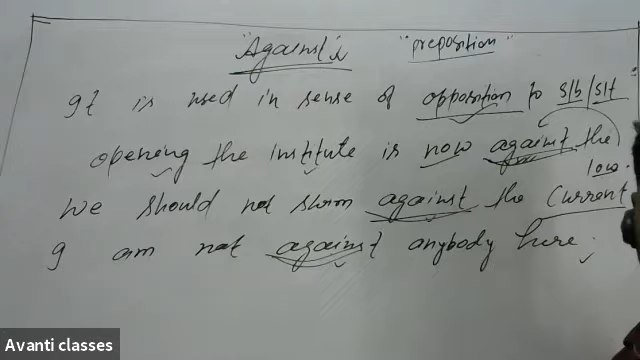 "Against" "preposition"
It is used in sense of opposition to s/b / s/t
opening the institute is now against the
low.
We should not swim against the current
I am not against anybody here
Avanti classes